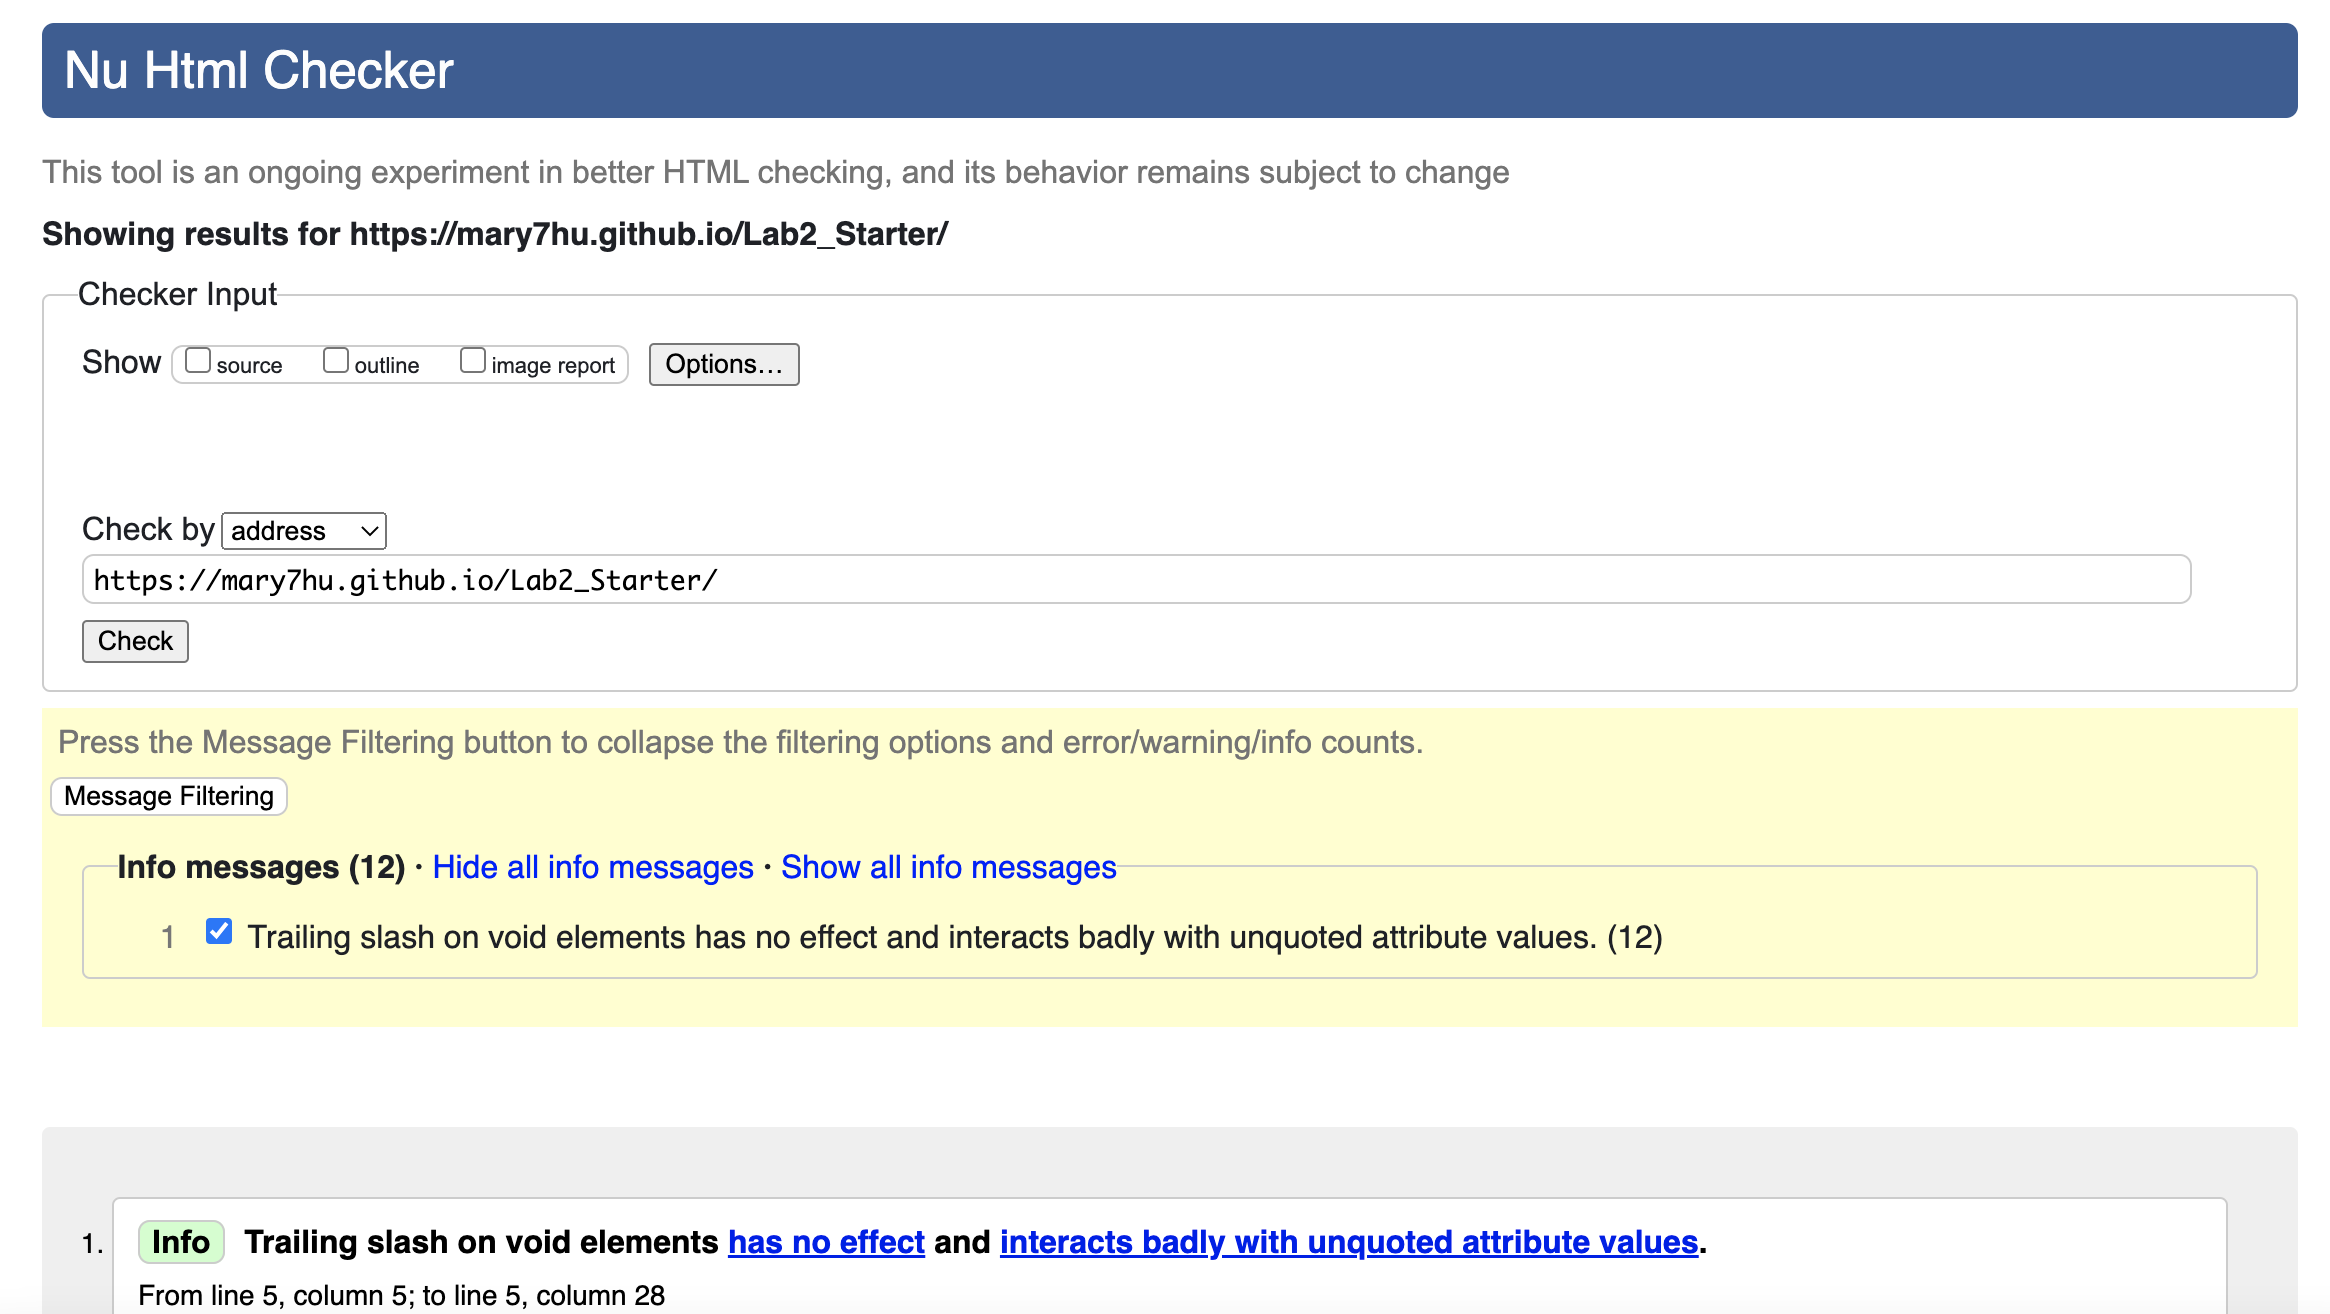 Nu Html Checker
This tool is an ongoing experiment in better HTML checking, and its behavior remains subject to change
Showing results for https://mary7hu.github.io/Lab2_Starter/
Checker Input
Show source outline image report Options...
Check by address
https://mary7hu.github.io/Lab2_Starter/
Check
Press the Message Filtering button to collapse the filtering options and error/warning/info counts.
Message Filtering
Info messages (12) · Hide all info messages · Show all info messages
1 Trailing slash on void elements has no effect and interacts badly with unquoted attribute values. (12)
1. Info Trailing slash on void elements has no effect and interacts badly with unquoted attribute values.
From line 5, column 5; to line 5, column 28